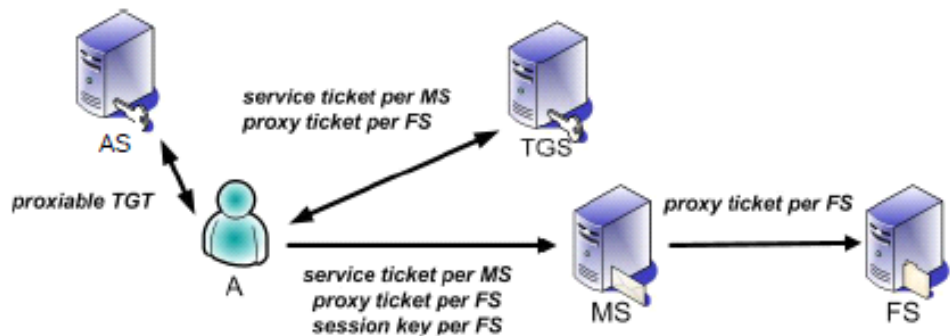 AS
service ticket per MS
proxy ticket per FS
TGS
proxiable TGT
A
proxy ticket per FS
service ticket per MS
proxy ticket per FS
session key per FS
MS
FS